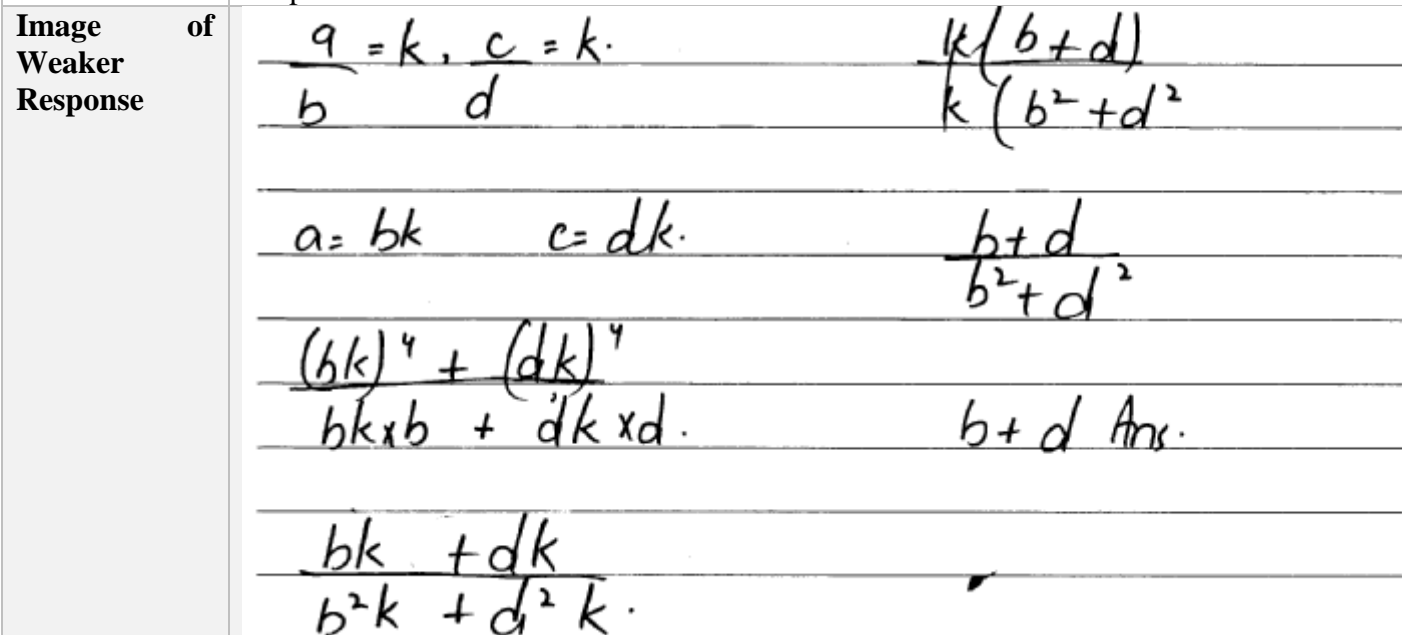 Image of
Weaker
Response
a/b = k, c/d = k.
a = bk c = dk.
(bk)⁴ + (dk)⁴ / bk×b + dk×d.
bk + dk / b²k + d²k.
k(b+d) / k(b²+d²
b+d / b²+d²
b+d Ans.